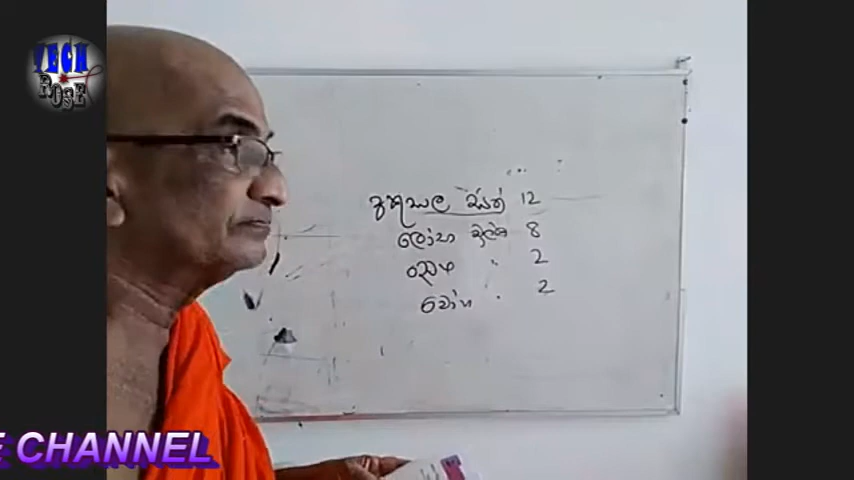 TECH
ROSE
අකුසල සිත් 12
ලෝභ මූල 8
ද්වේෂ " 2
මෝහ " 2
E CHANNEL